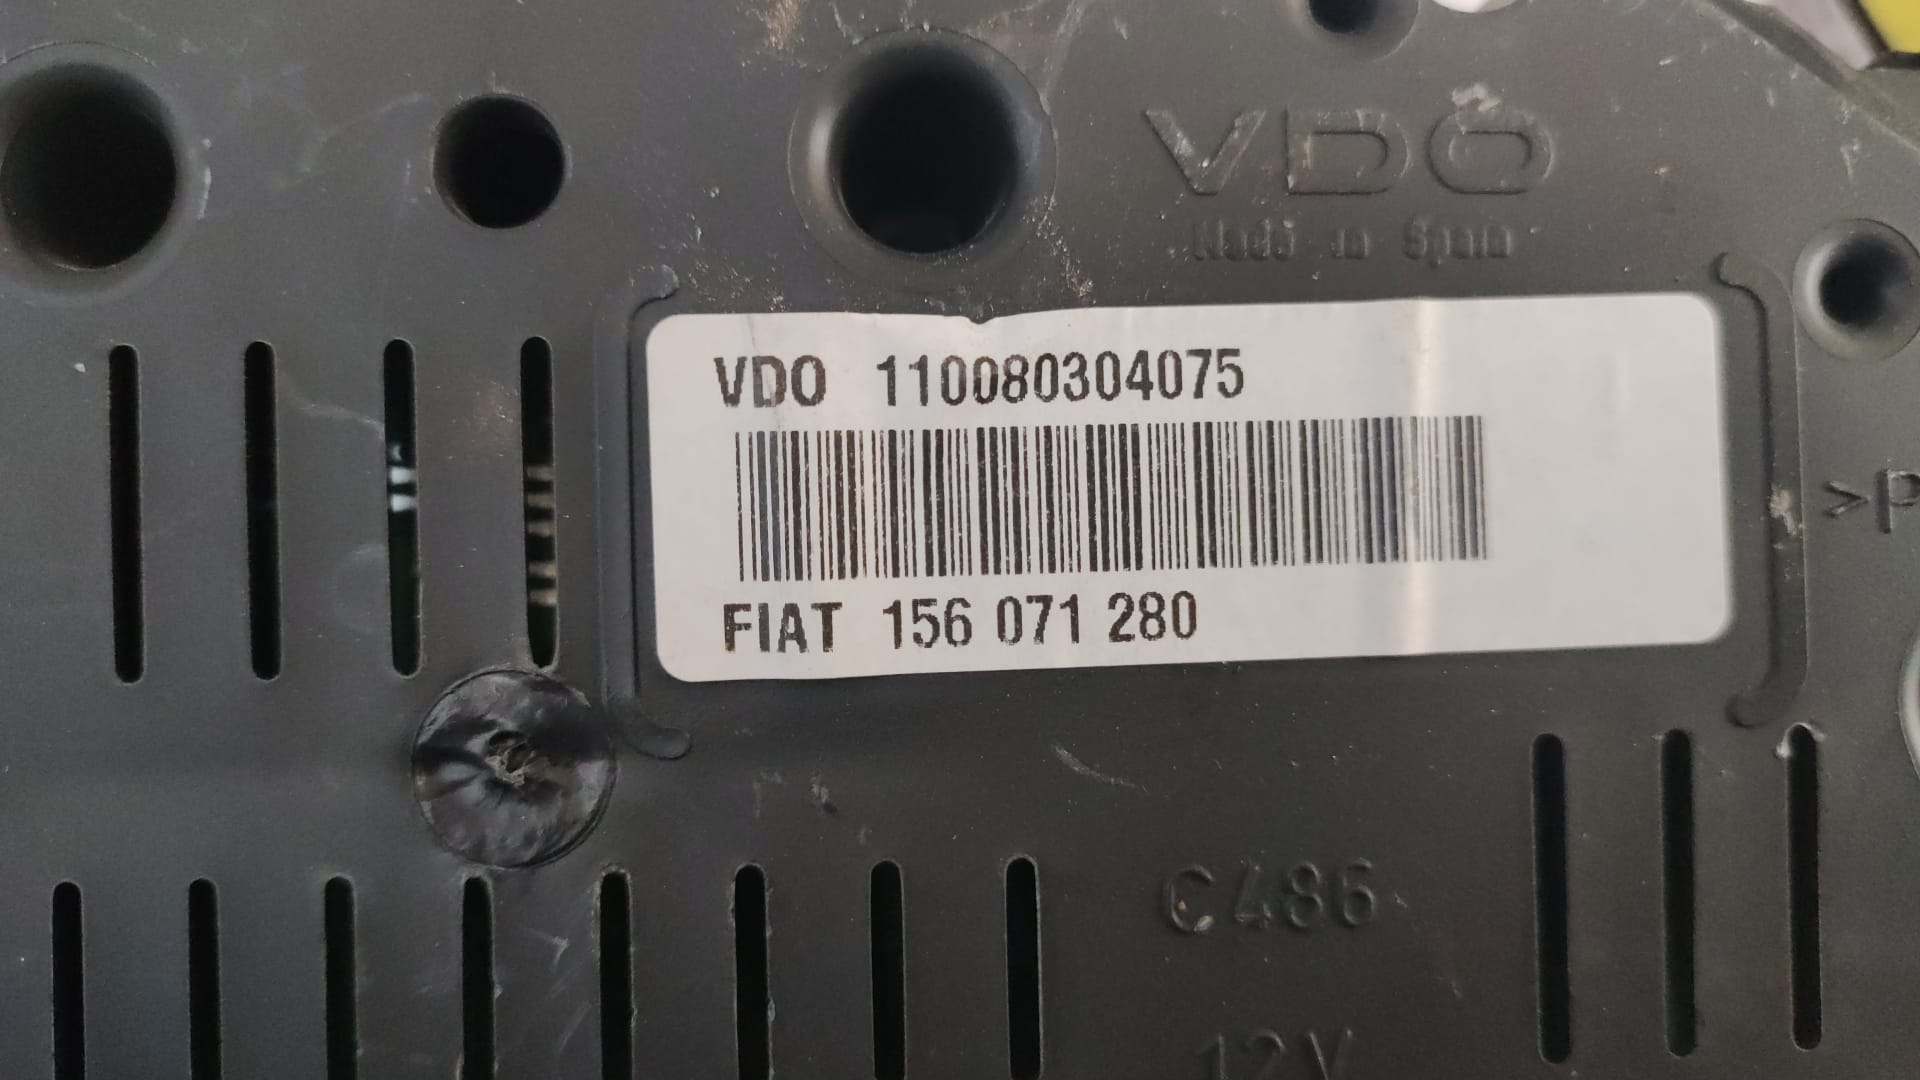 VDO
Made in Spain
VDO 110080304075
>P
FIAT 156 071 280
C486
12V